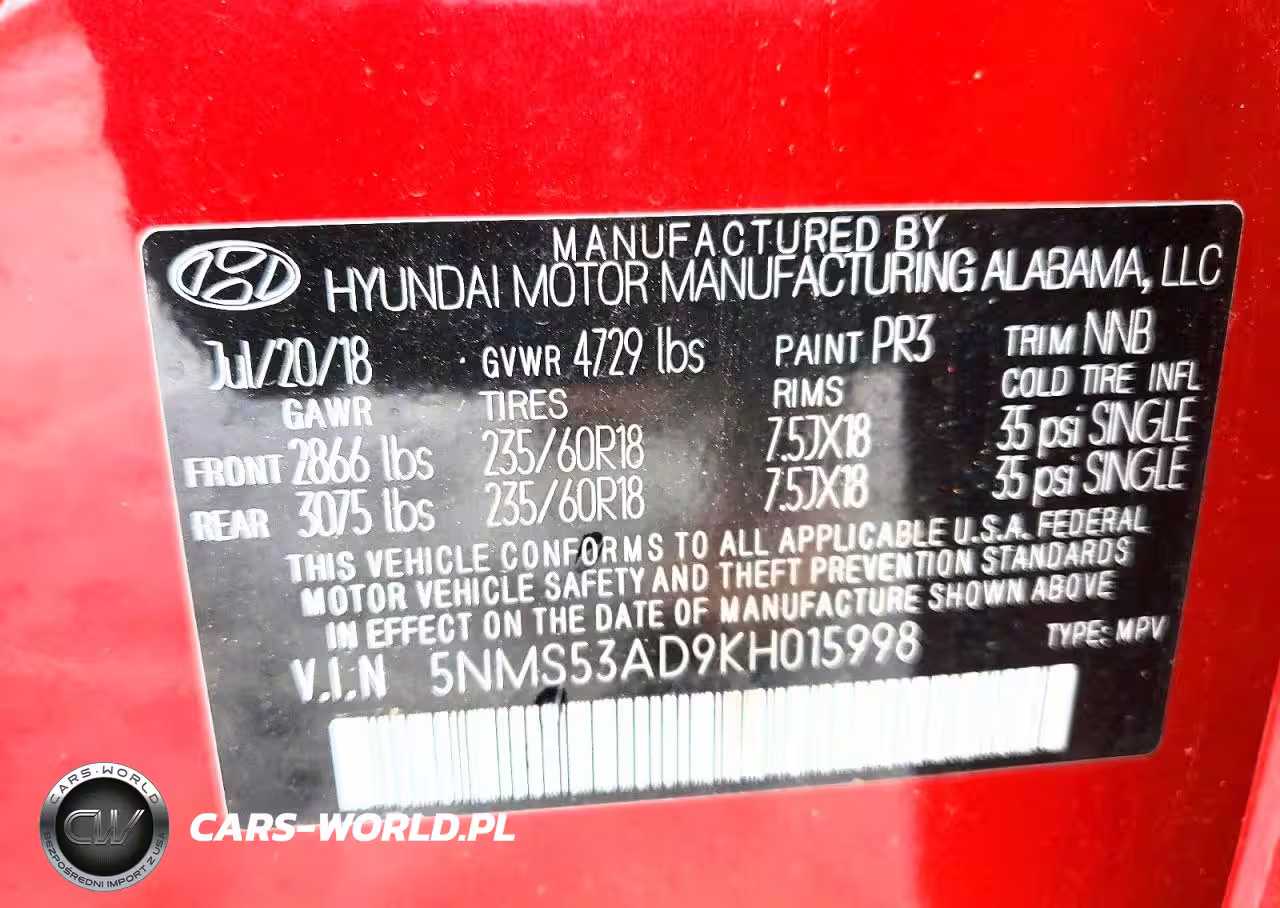 MANUFACTURED BY
HYUNDAI MOTOR MANUFACTURING ALABAMA, LLC
Jul/20/18 GVWR 4729 lbs PAINT PR3 TRIM NNB
GAWR TIRES RIMS COLD TIRE INFL
FRONT 2866 lbs 235/60R18 7.5JX18 35 psi SINGLE
REAR 3075 lbs 235/60R18 7.5JX18 35 psi SINGLE
THIS VEHICLE CONFORMS TO ALL APPLICABLE U.S.A. FEDERAL
MOTOR VEHICLE SAFETY AND THEFT PREVENTION STANDARDS
IN EFFECT ON THE DATE OF MANUFACTURE SHOWN ABOVE
V.I.N 5NMS53AD9KH015998 TYPE: MPV
CARS-WORLD
CW
BEZPOŚREDNI IMPORT Z USA
CARS-WORLD.PL